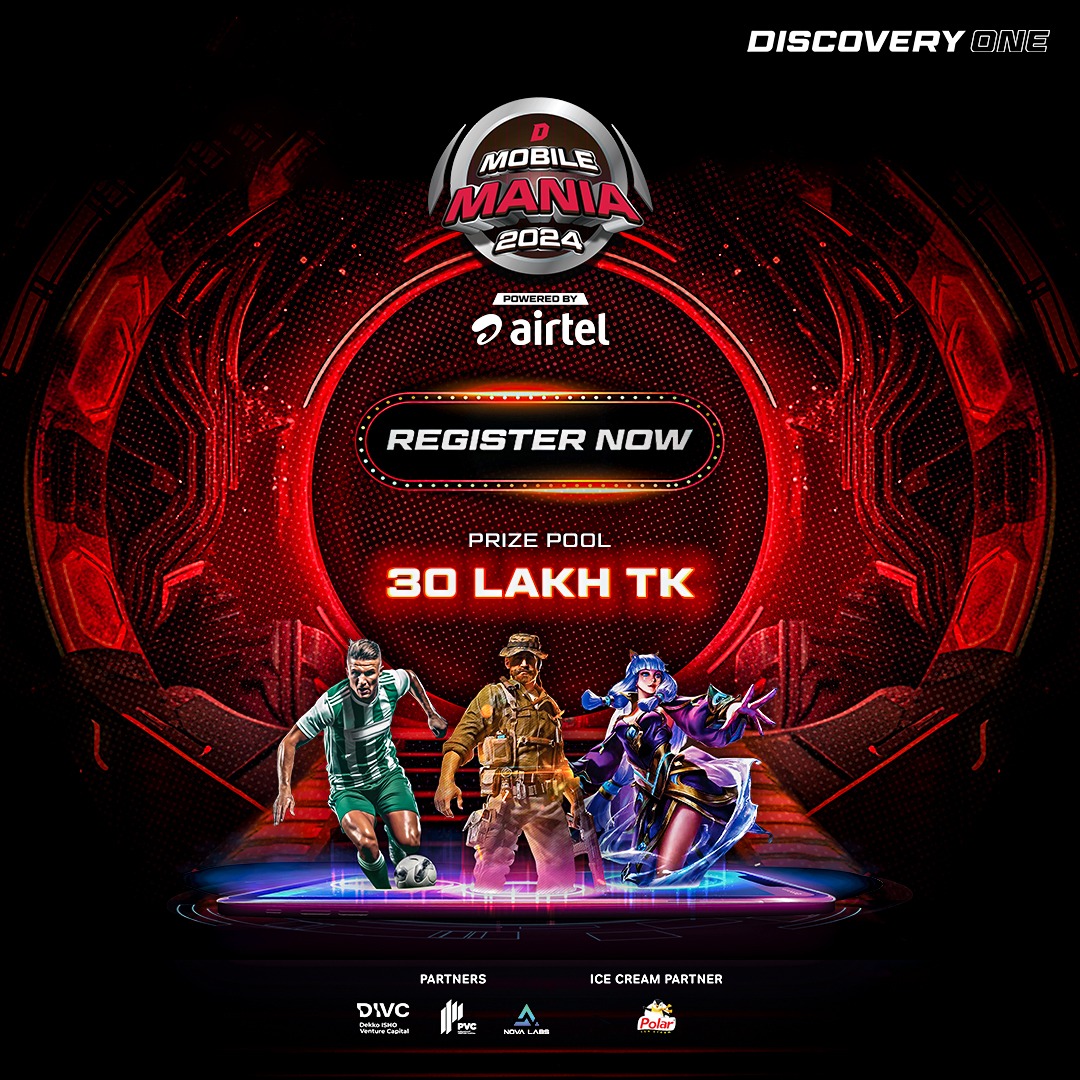 DISCOVERY ONE
D
MOBILE
MANIA
2024
POWERED BY
airtel
REGISTER NOW
PRIZE POOL
30 LAKH TK
PARTNERS
ICE CREAM PARTNER
DIVC
Dekko ISHO
Venture Capital
PVC
NOVA LABS
Polar